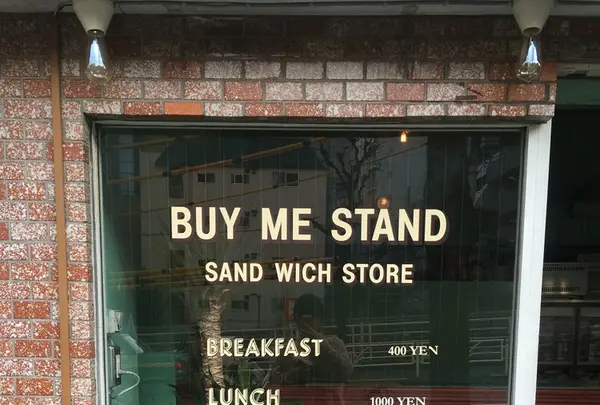 BUY ME STAND
SAND WICH STORE
BREAKFAST 400 YEN
LUNCH 1000 YEN